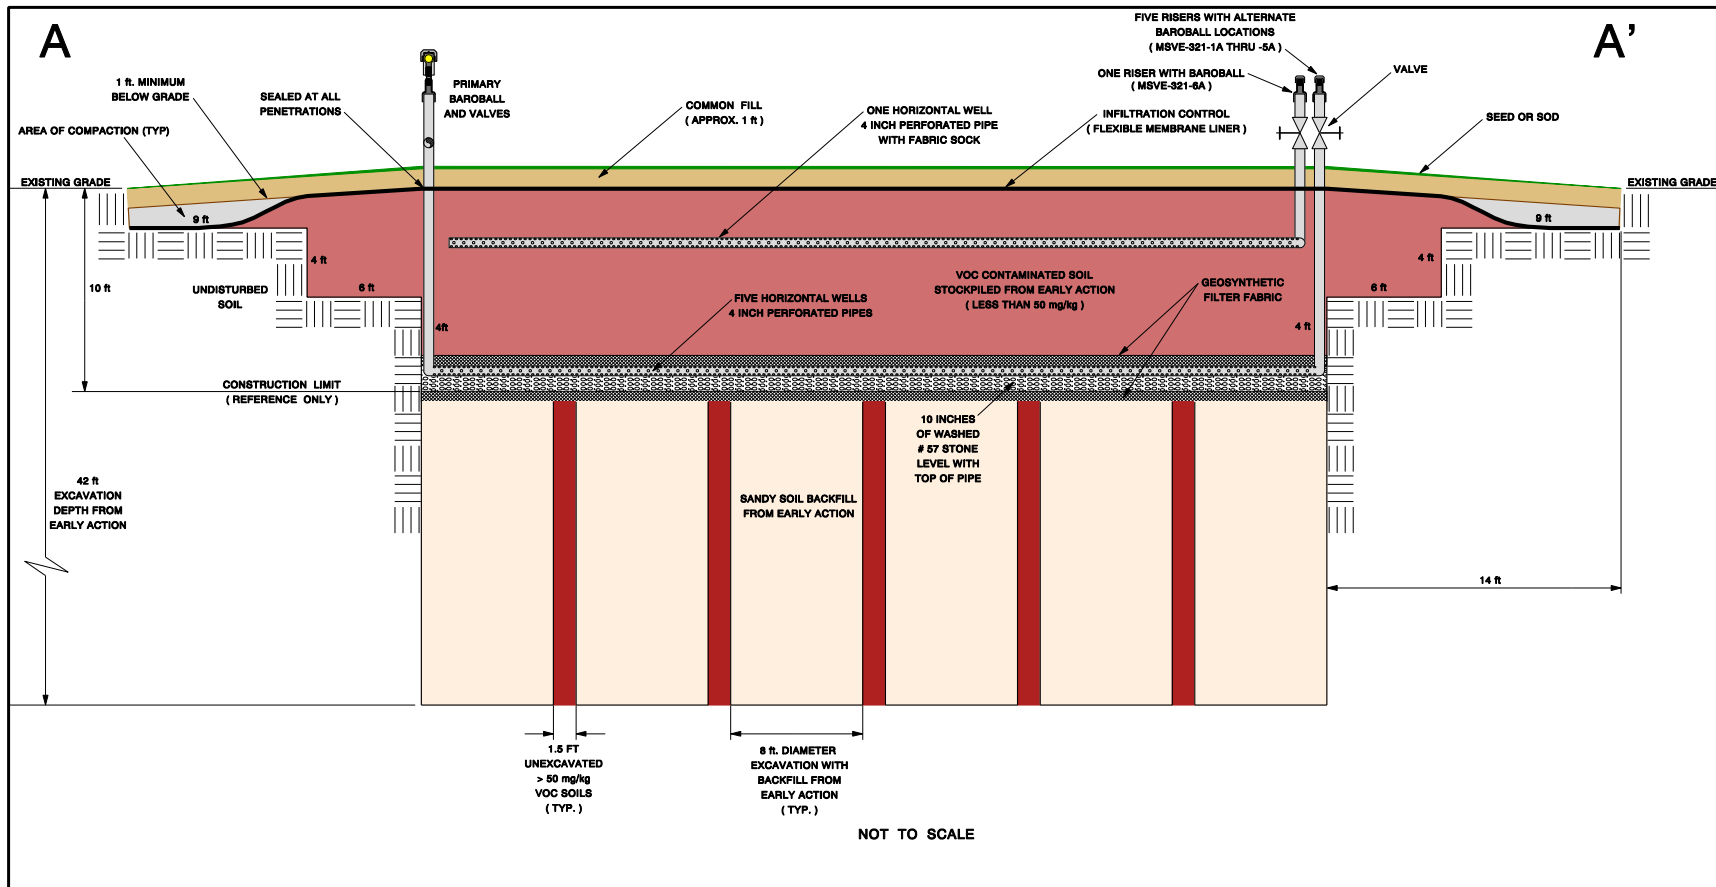 A
A'
FIVE RISERS WITH ALTERNATE
BAROBALL LOCATIONS
( MSVE-321-1A THRU -5A )
ONE RISER WITH BAROBALL
( MSVE-321-6A )
VALVE
1 ft. MINIMUM
BELOW GRADE
SEALED AT ALL
PENETRATIONS
PRIMARY
BAROBALL
AND VALVES
COMMON FILL
( APPROX. 1 ft )
ONE HORIZONTAL WELL
4 INCH PERFORATED PIPE
WITH FABRIC SOCK
INFILTRATION CONTROL
( FLEXIBLE MEMBRANE LINER )
SEED OR SOD
AREA OF COMPACTION (TYP)
EXISTING GRADE
EXISTING GRADE
9 ft
9 ft
4 ft
4 ft
10 ft
UNDISTURBED
SOIL
6 ft
6 ft
VOC CONTAMINATED SOIL
STOCKPILED FROM EARLY ACTION
( LESS THAN 50 mg/kg )
GEOSYNTHETIC
FILTER FABRIC
FIVE HORIZONTAL WELLS
4 INCH PERFORATED PIPES
4ft
4 ft
CONSTRUCTION LIMIT
( REFERENCE ONLY )
10 INCHES
OF WASHED
# 57 STONE
LEVEL WITH
TOP OF PIPE
42 ft
EXCAVATION
DEPTH FROM
EARLY ACTION
SANDY SOIL BACKFILL
FROM EARLY ACTION
14 ft
1.5 FT
UNEXCAVATED
> 50 mg/kg
VOC SOILS
( TYP. )
8 ft. DIAMETER
EXCAVATION WITH
BACKFILL FROM
EARLY ACTION
( TYP. )
NOT TO SCALE